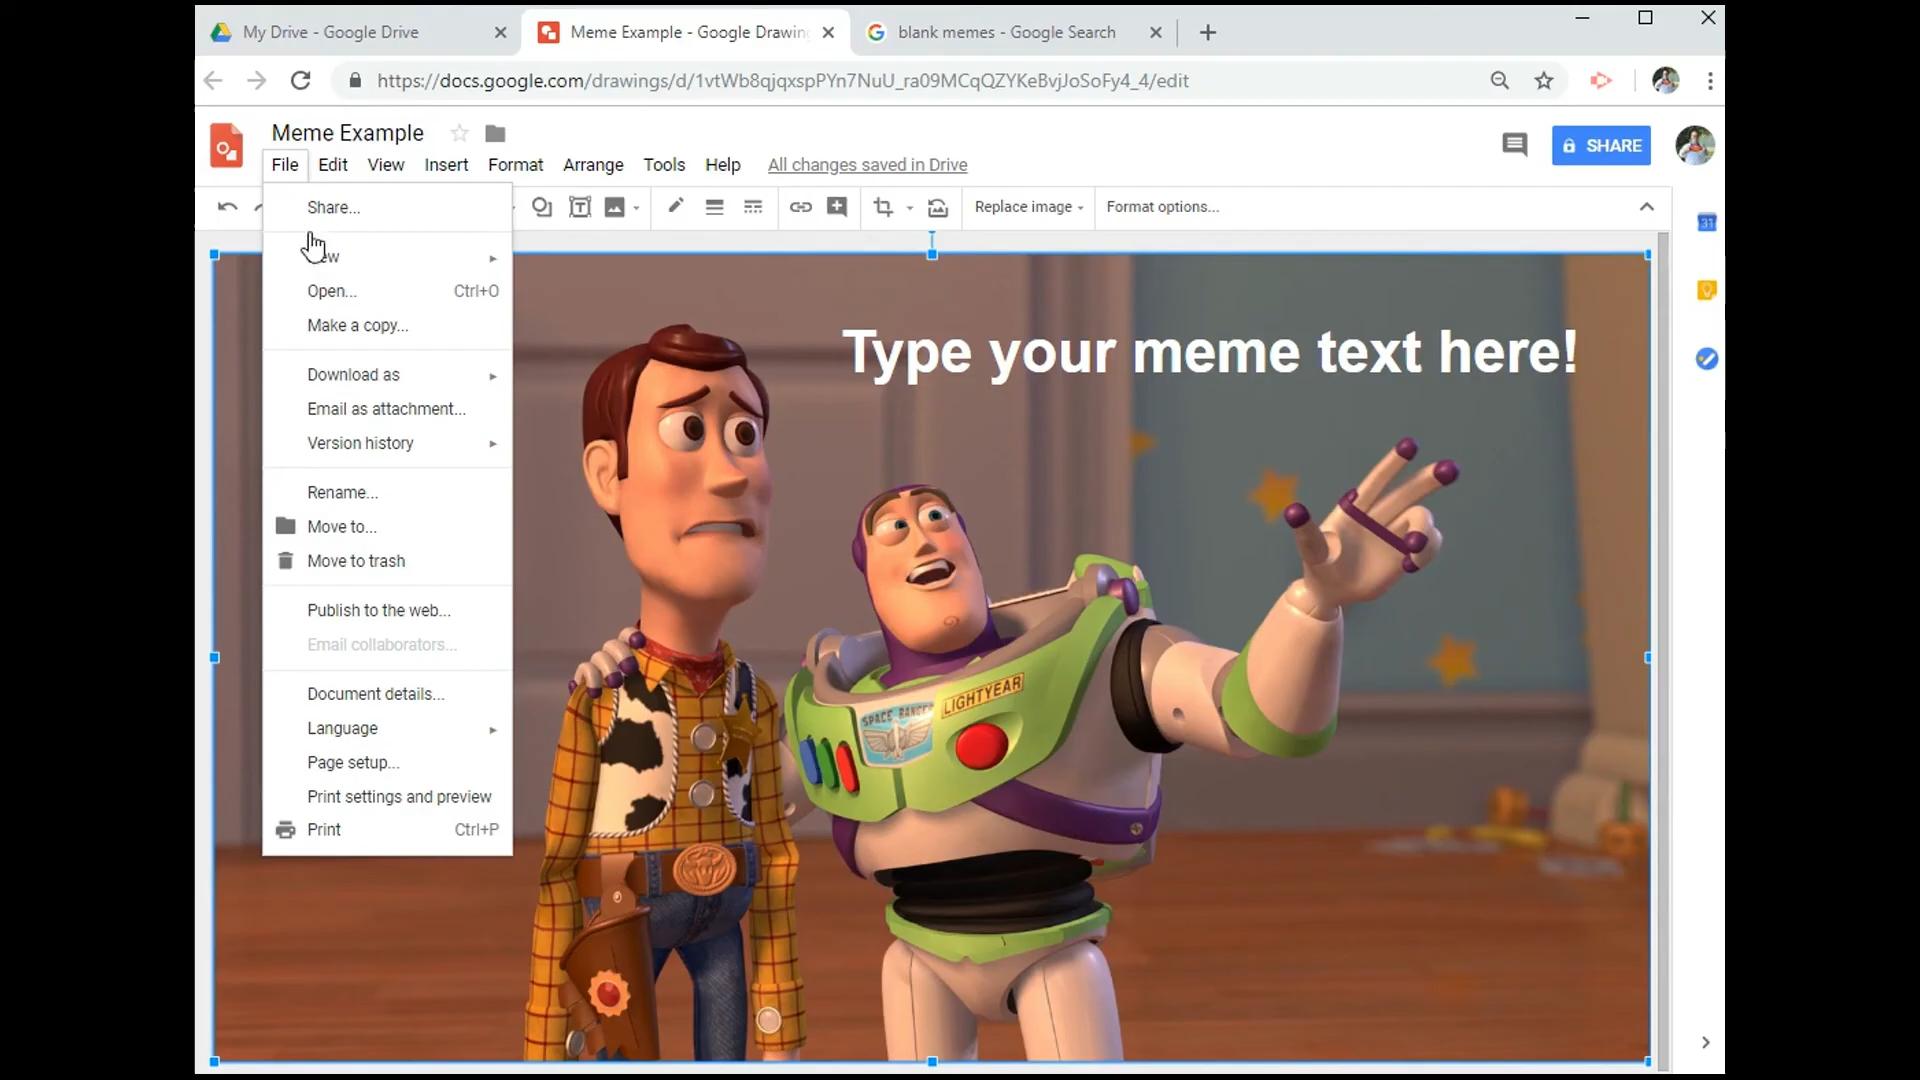 My Drive - Google Drive
Meme Example - Google Drawin
blank memes - Google Search
https://docs.google.com/drawings/d/1vtWb8qjqxspPYn7NuU_ra09MCqQZYKeBvjJoSoFy4_4/edit
Meme Example
SHARE
File Edit View Insert Format Arrange Tools Help All changes saved in Drive
Replace image
Format options...
31
Share...
Open... Ctrl+O
Make a copy...
Download as
Email as attachment...
Version history
Rename...
Move to...
Move to trash
Publish to the web...
Email collaborators...
Document details...
Language
Page setup...
Print settings and preview
Print Ctrl+P
Type your meme text here!
SPACE RANGER
LIGHTYEAR